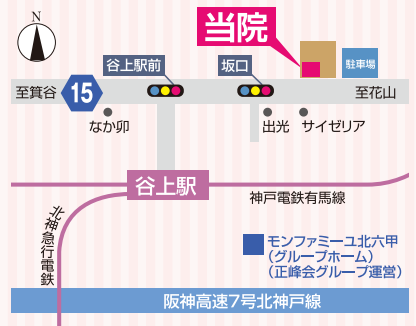 N
当院
谷上駅前
坂口
駐車場
至箕谷
15
至花山
なか卯
出光
サイゼリア
谷上駅
神戸電鉄有馬線
北神急行電鉄
モンファミーユ北六甲
（グループホーム）
（正峰会グループ運営）
阪神高速7号北神戸線